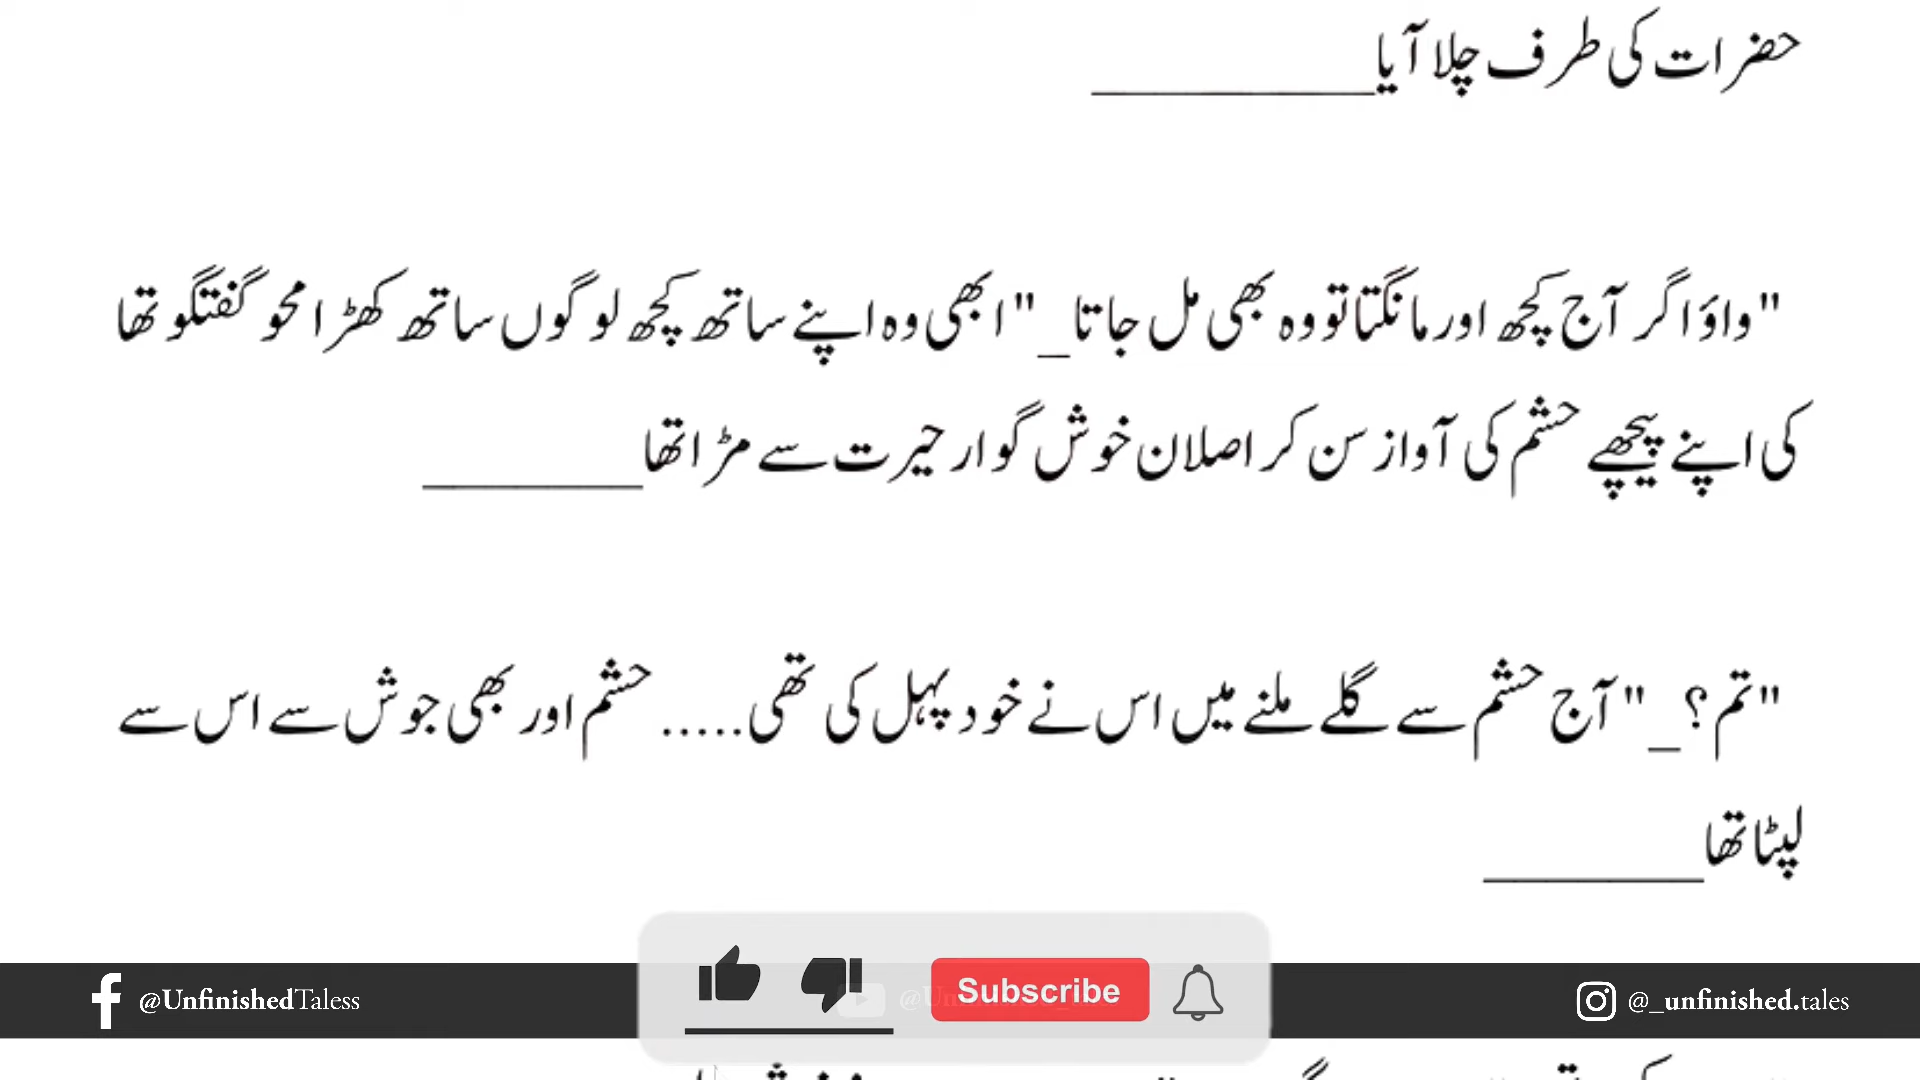 حضرات کی طرف چلا آیا_________
"واؤ اگر آج کچھ اور مانگتا تو وہ بھی مل جاتا_" ابھی وہ اپنے ساتھ کچھ لوگوں ساتھ کھڑا محو گفتگو تھا
کی اپنے پیچھے حشم کی آواز سن کر اصلان خوش گوار حیرت سے مڑا تھا_______
"تم؟_" آج حشم سے گلے ملنے میں اس نے خود پہل کی تھی..... حشم اور بھی جوش سے اس سے
لپٹا تھا_______
Subscribe
@UnfinishedTaless
@_unfinished.tales